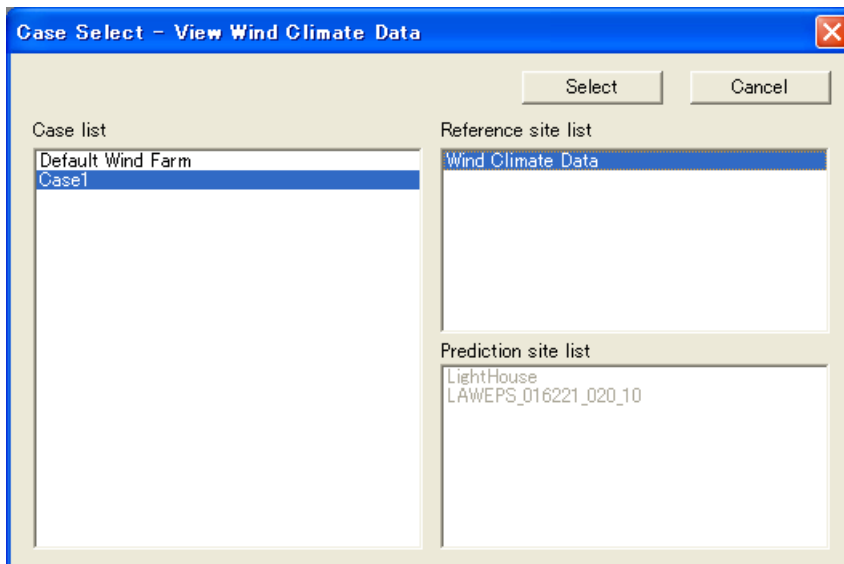 Case Select - View Wind Climate Data
Select
Cancel
Case list
Default Wind Farm
Case1
Reference site list
Wind Climate Data
Prediction site list
LightHouse
LAWEPS_016221_020_10